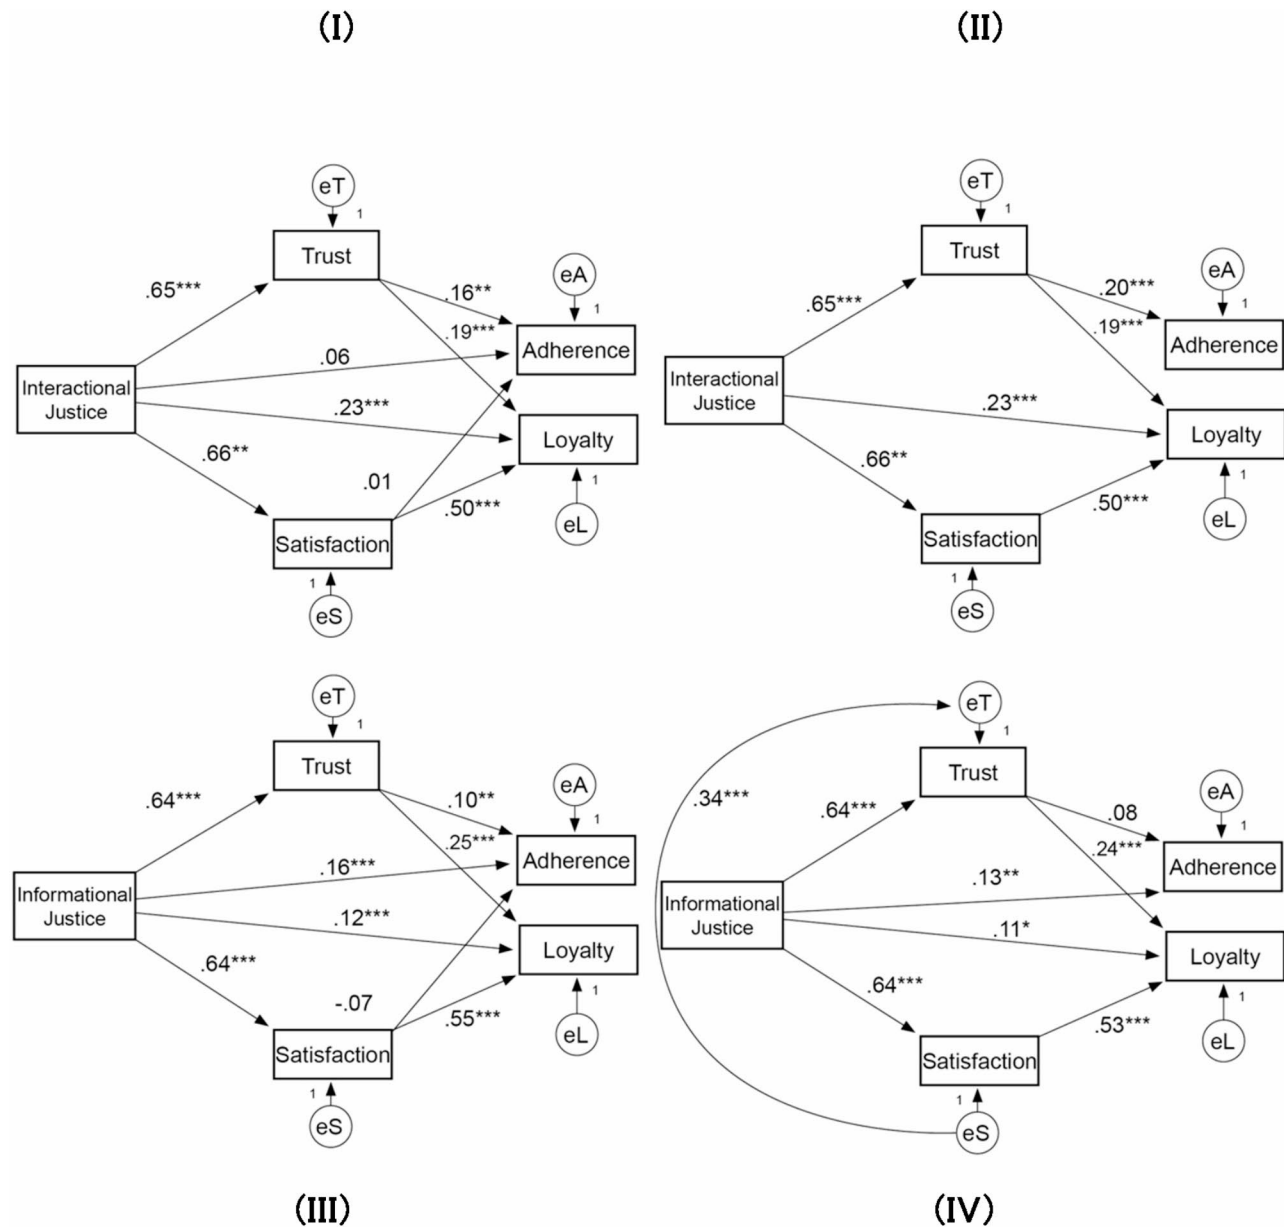 (I)
eT
1
Trust
eA
1
.65***
.16**
.19***
Adherence
.06
Interactional
Justice
.23***
Loyalty
.66**
.01
.50***
1
eL
Satisfaction
1
eS
(II)
eT
1
Trust
eA
1
.65***
.20***
.19***
Adherence
Interactional
Justice
.23***
Loyalty
.66**
.50***
1
eL
Satisfaction
1
eS
eT
1
Trust
eA
1
.64***
.10**
.25***
Adherence
.16***
Informational
Justice
.12***
Loyalty
.64***
-.07
.55***
1
eL
Satisfaction
1
eS
(III)
eT
1
Trust
eA
1
.34***
.64***
.08
.24***
Adherence
.13**
Informational
Justice
.11*
Loyalty
.64***
.53***
1
eL
Satisfaction
1
eS
(IV)